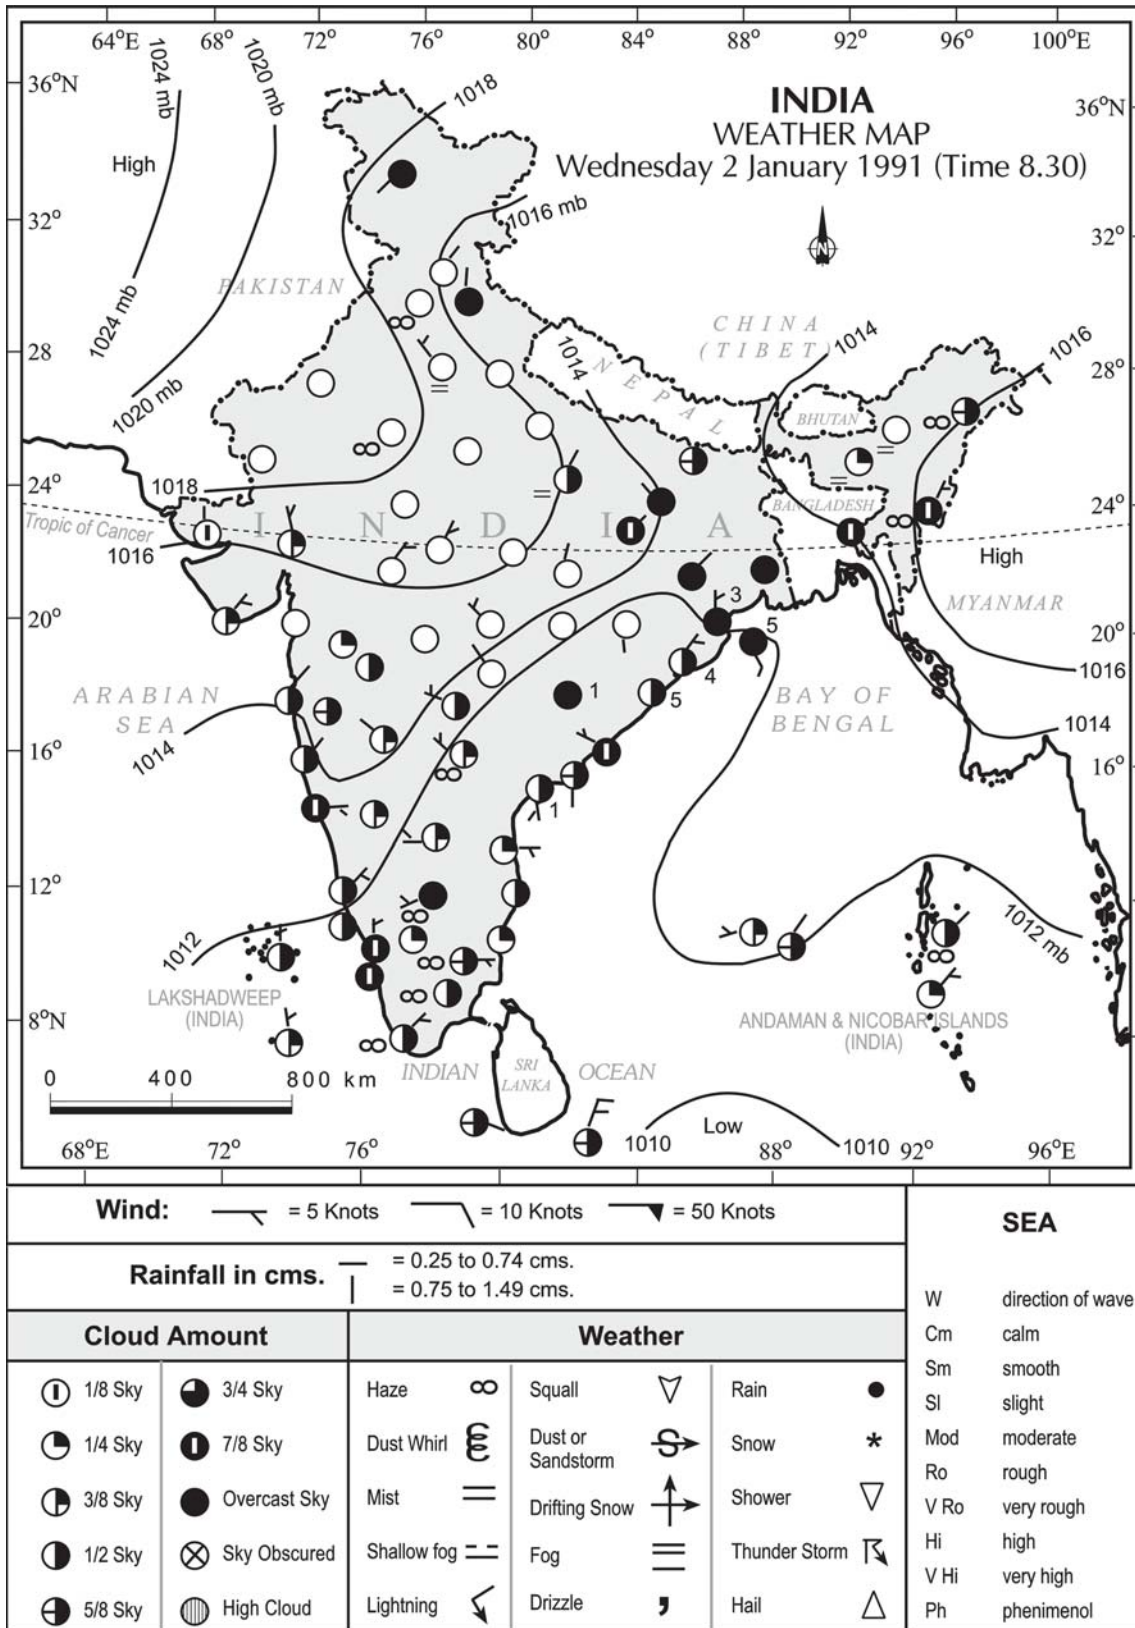 64°E 68° 72° 76° 80° 84° 88° 92° 96° 100°E
1024 mb
1020 mb
1018
36°N
36°N
INDIA
WEATHER MAP
Wednesday 2 January 1991 (Time 8.30)
High
N
32°
1016 mb
32°
PAKISTAN
1024 mb
CHINA
(TIBET)
1014
1014
1016
28°
NEPAL
28°
1020 mb
BHUTAN
1018
24°
BANGLADESH
24°
Tropic of Cancer
INDIA
1016
High
MYANMAR
3
20°
5
20°
1016
ARABIAN
SEA
4
BAY OF
BENGAL
1
5
1014
1014
16°
16°
1
12°
12°
1012
1012 mb
LAKSHADWEEP
(INDIA)
ANDAMAN & NICOBAR ISLANDS
(INDIA)
8°N
8°
0 400 800 km
INDIAN
SRI
LANKA
OCEAN
Low
1010
1010
68°E 72° 76° 88° 92° 96°E
Wind: = 5 Knots = 10 Knots = 50 Knots
SEA
Rainfall in cms. = 0.25 to 0.74 cms.
= 0.75 to 1.49 cms.
Cloud Amount
Weather
1/8 Sky 3/4 Sky
1/4 Sky 7/8 Sky
3/8 Sky Overcast Sky
1/2 Sky Sky Obscured
5/8 Sky High Cloud
Haze Squall Rain
Dust Whirl Dust or
Sandstorm Snow
Mist Drifting Snow Shower
Shallow fog Fog Thunder Storm
Lightning Drizzle Hail
W direction of wave
Cm calm
Sm smooth
Sl slight
Mod moderate
Ro rough
V Ro very rough
Hi high
V Hi very high
Ph phenimenol